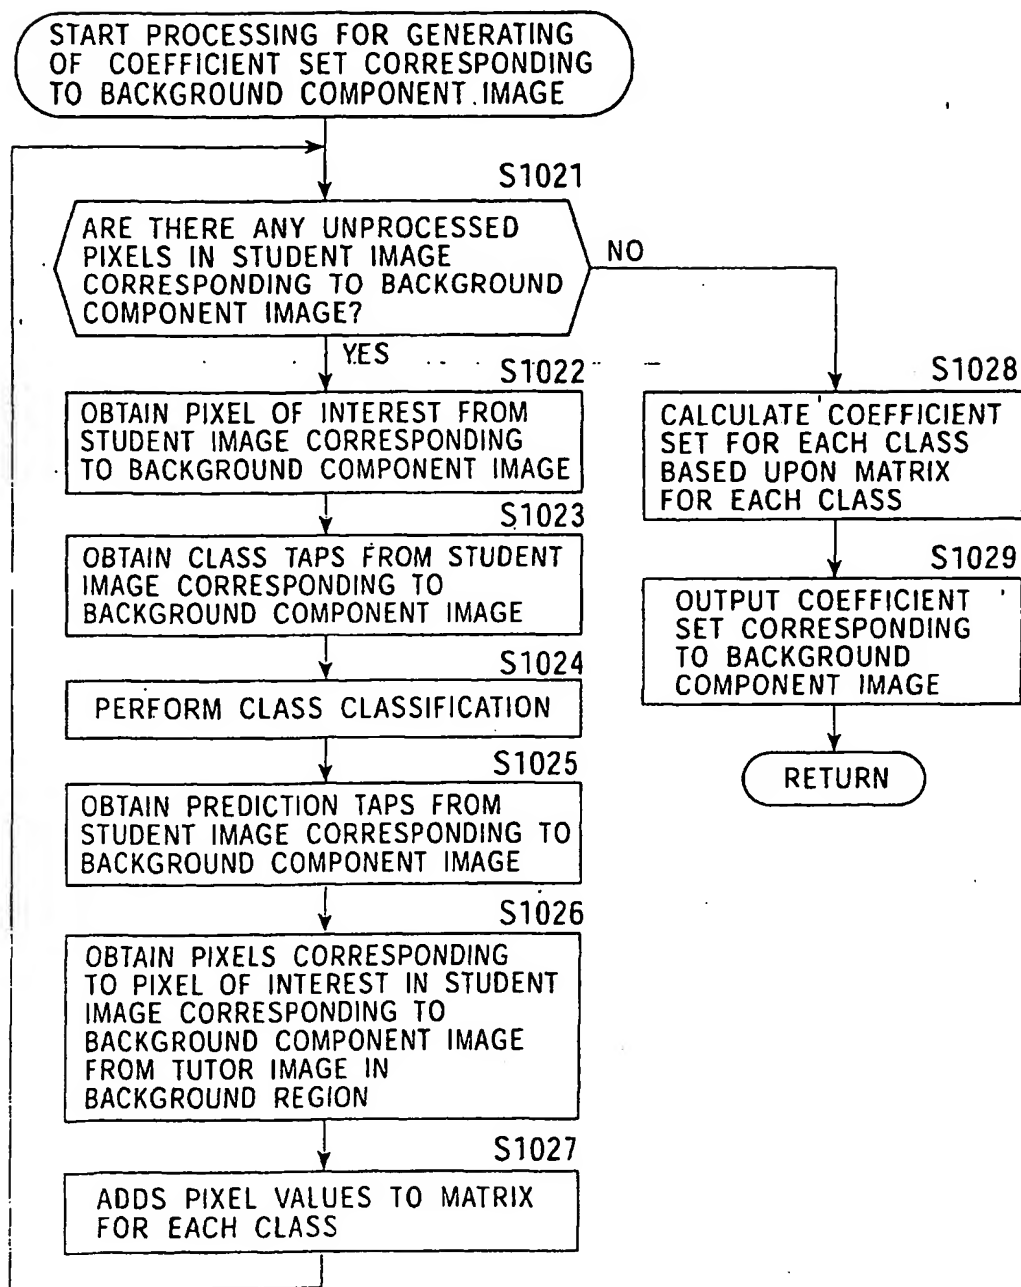 START PROCESSING FOR GENERATING
OF COEFFICIENT SET CORRESPONDING
TO BACKGROUND COMPONENT IMAGE
S1021
ARE THERE ANY UNPROCESSED
PIXELS IN STUDENT IMAGE
CORRESPONDING TO BACKGROUND
COMPONENT IMAGE?
NO
YES
S1022
OBTAIN PIXEL OF INTEREST FROM
STUDENT IMAGE CORRESPONDING
TO BACKGROUND COMPONENT IMAGE
S1023
OBTAIN CLASS TAPS FROM STUDENT
IMAGE CORRESPONDING TO
BACKGROUND COMPONENT IMAGE
S1024
PERFORM CLASS CLASSIFICATION
S1025
OBTAIN PREDICTION TAPS FROM
STUDENT IMAGE CORRESPONDING TO
BACKGROUND COMPONENT IMAGE
S1026
OBTAIN PIXELS CORRESPONDING
TO PIXEL OF INTEREST IN STUDENT
IMAGE CORRESPONDING TO
BACKGROUND COMPONENT IMAGE
FROM TUTOR IMAGE IN
BACKGROUND REGION
S1027
ADDS PIXEL VALUES TO MATRIX
FOR EACH CLASS
S1028
CALCULATE COEFFICIENT
SET FOR EACH CLASS
BASED UPON MATRIX
FOR EACH CLASS
S1029
OUTPUT COEFFICIENT
SET CORRESPONDING
TO BACKGROUND
COMPONENT IMAGE
RETURN